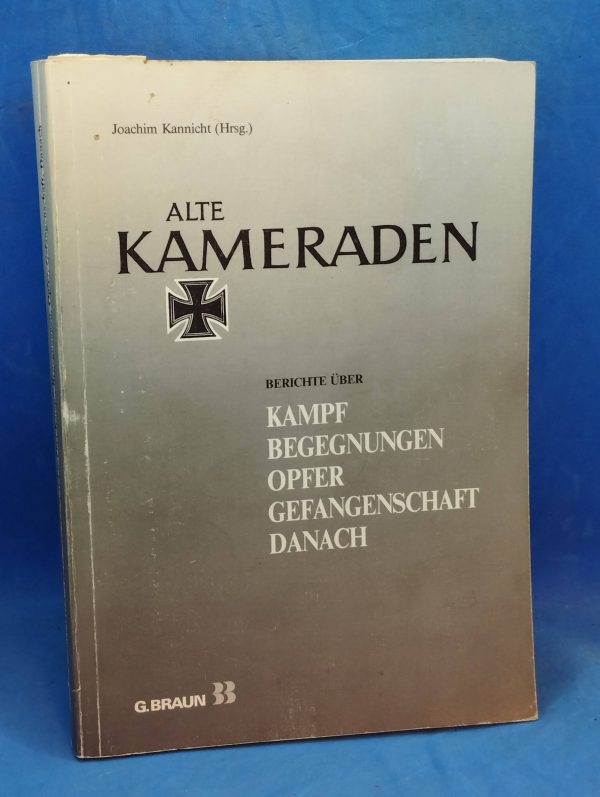 Joachim Kannicht (Hrsg.)
ALTE
KAMERADEN
BERICHTE ÜBER
KAMPF
BEGEGNUNGEN
OPFER
GEFANGENSCHAFT
DANACH
G.BRAUN